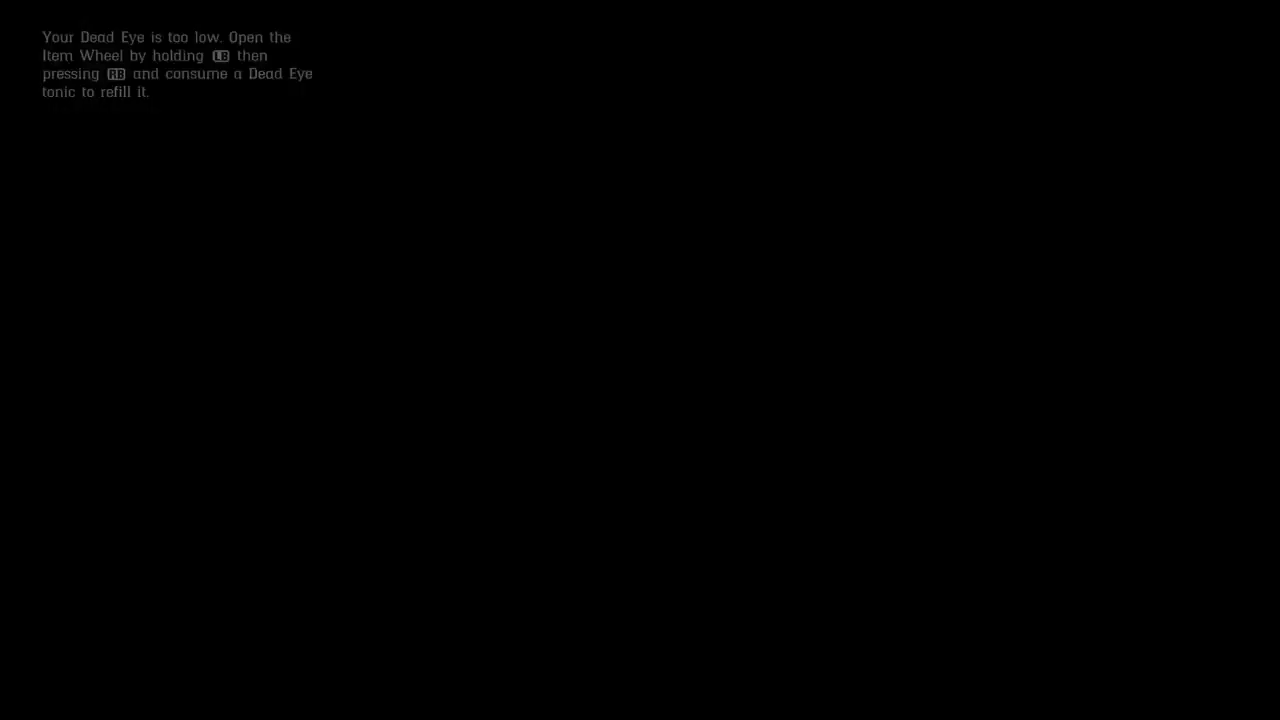 Your Dead Eye is too low. Open the
Item Wheel by holding LB then
pressing RB and consume a Dead Eye
tonic to refill it.